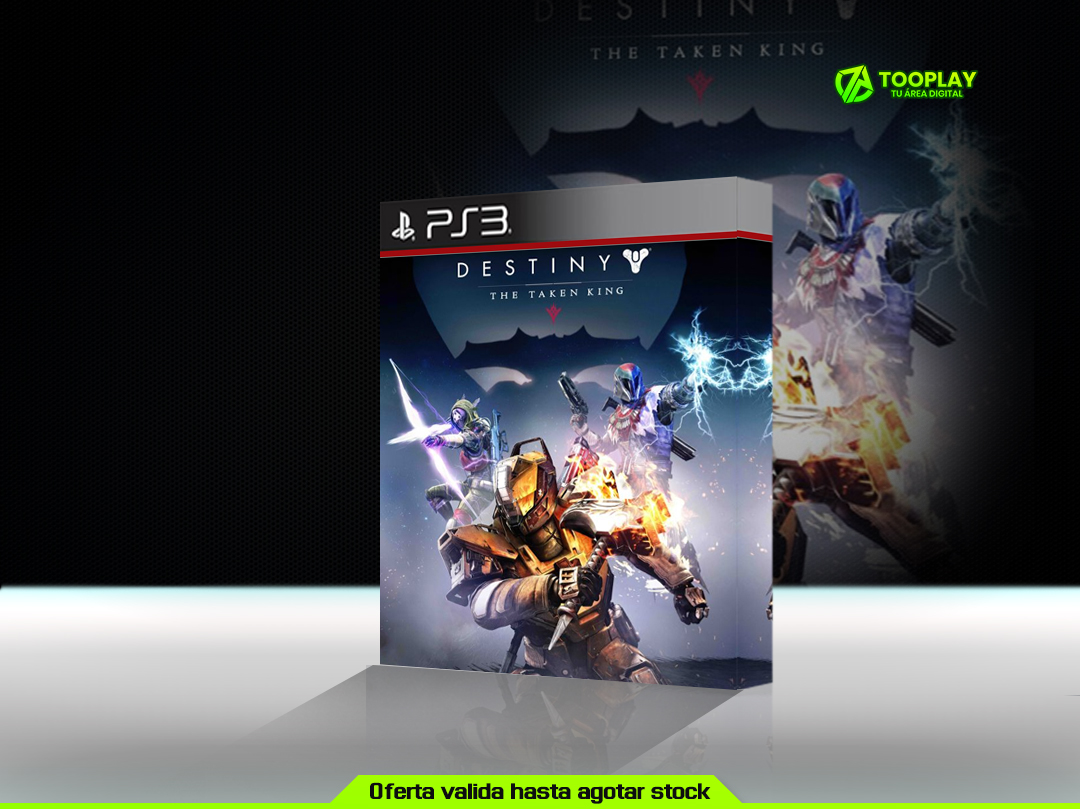 DESTINY
THE TAKEN KING
TOOPLAY
TU ÁREA DIGITAL
PS3
DESTINY
THE TAKEN KING
Oferta valida hasta agotar stock